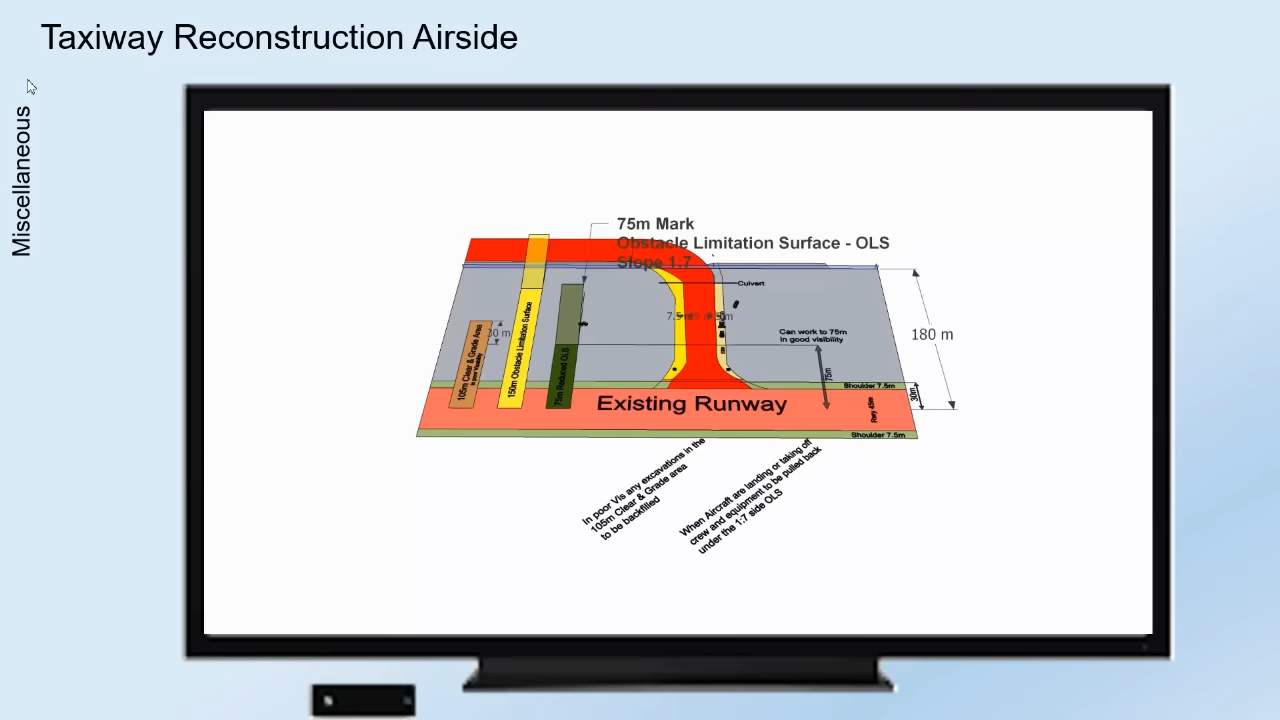 Taxiway Reconstruction Airside
Miscellaneous
75m Mark
Obstacle Limitation Surface - OLS
Slope 1:7
Culvert
30 m
Can work to 75m
in good visibility
180 m
105m Clear & Grade Area
150m Obstacle Limitation Surface
75m Reduced OLS
75m
Shoulder 7.5m
30m
Existing Runway
Rwy 45m
Shoulder 7.5m
In poor Vis any excavations in the
105m Clear & Grade area
to be backfilled
When Aircraft are landing or taking off
crew and equipment to be pulled back
under the 1:7 side OLS